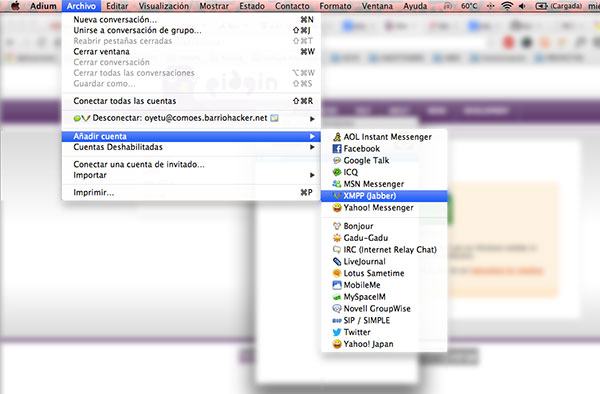 Adium Archivo Editar Visualización Estado Contacto Formato Ventana Ayuda 60°C (Cargada) mié
Nueva conversación... ⌘N
Unirse a conversación de grupo... ⇧⌘J
Reabrir pestañas cerradas ⇧⌘T
Cerrar ventana ⌘W
Cerrar conversación
Cerrar todas las conversaciones ⌥⌘W
Guardar como... ⇧⌘S
Conectar todas las cuentas ⇧⌘R
Desconectar: oyetu@comoes.barriohacker.net
Añadir cuenta
Cuentas Deshabilitadas
Conectar una cuenta de invitado...
Importar
Imprimir... ⌘P
AOL Instant Messenger
Facebook
Google Talk
ICQ
MSN Messenger
XMPP (Jabber)
Yahoo! Messenger
Bonjour
Gadu-Gadu
IRC (Internet Relay Chat)
LiveJournal
Lotus Sametime
MobileMe
MySpaceIM
Novell GroupWise
SIP / SIMPLE
Twitter
Yahoo! Japan
pidgin